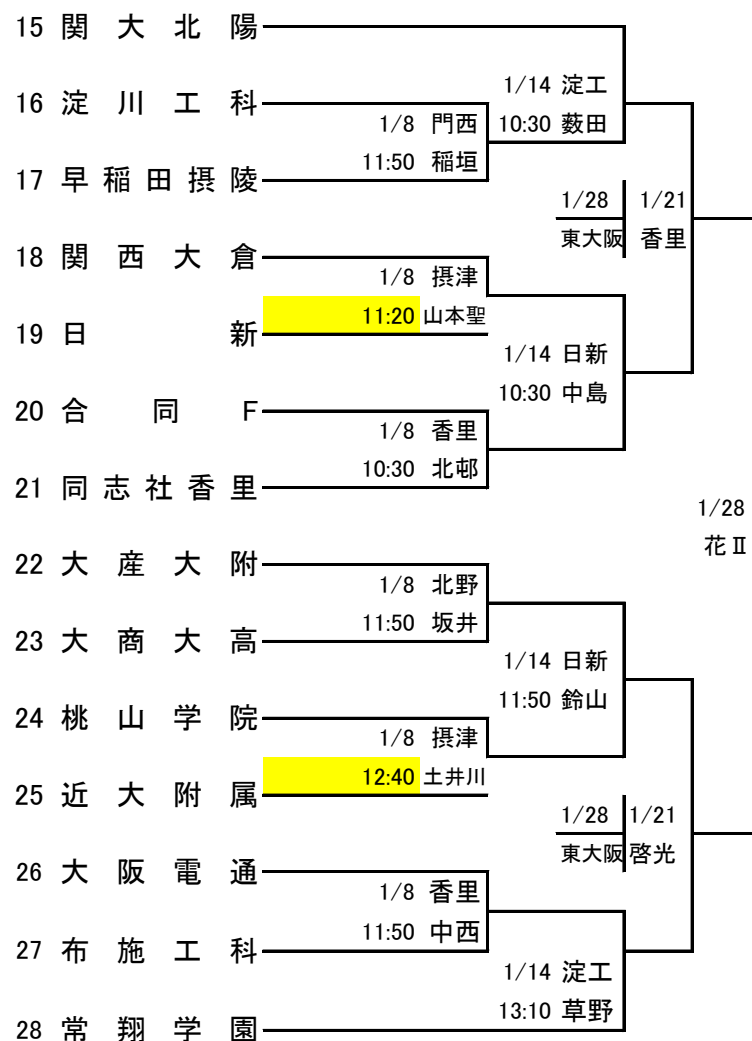 15 関大北陽
1/14 淀工
16 淀川工科
1/8 門西
10:30 薮田
11:50 稲垣
17 早稲田摂陵
1/28 1/21
東大阪 香里
18 関西大倉
1/8 摂津
11:20 山本聖
19 日新
1/14 日新
10:30 中島
20 合同F
1/8 香里
10:30 北邨
21 同志社香里
1/28
花Ⅱ
22 大産大附
1/8 北野
11:50 坂井
23 大商大高
1/14 日新
11:50 鈴山
24 桃山学院
1/8 摂津
12:40 土井川
25 近大附属
1/28 1/21
東大阪 啓光
26 大阪電通
1/8 香里
11:50 中西
27 布施工科
1/14 淀工
13:10 草野
28 常翔学園